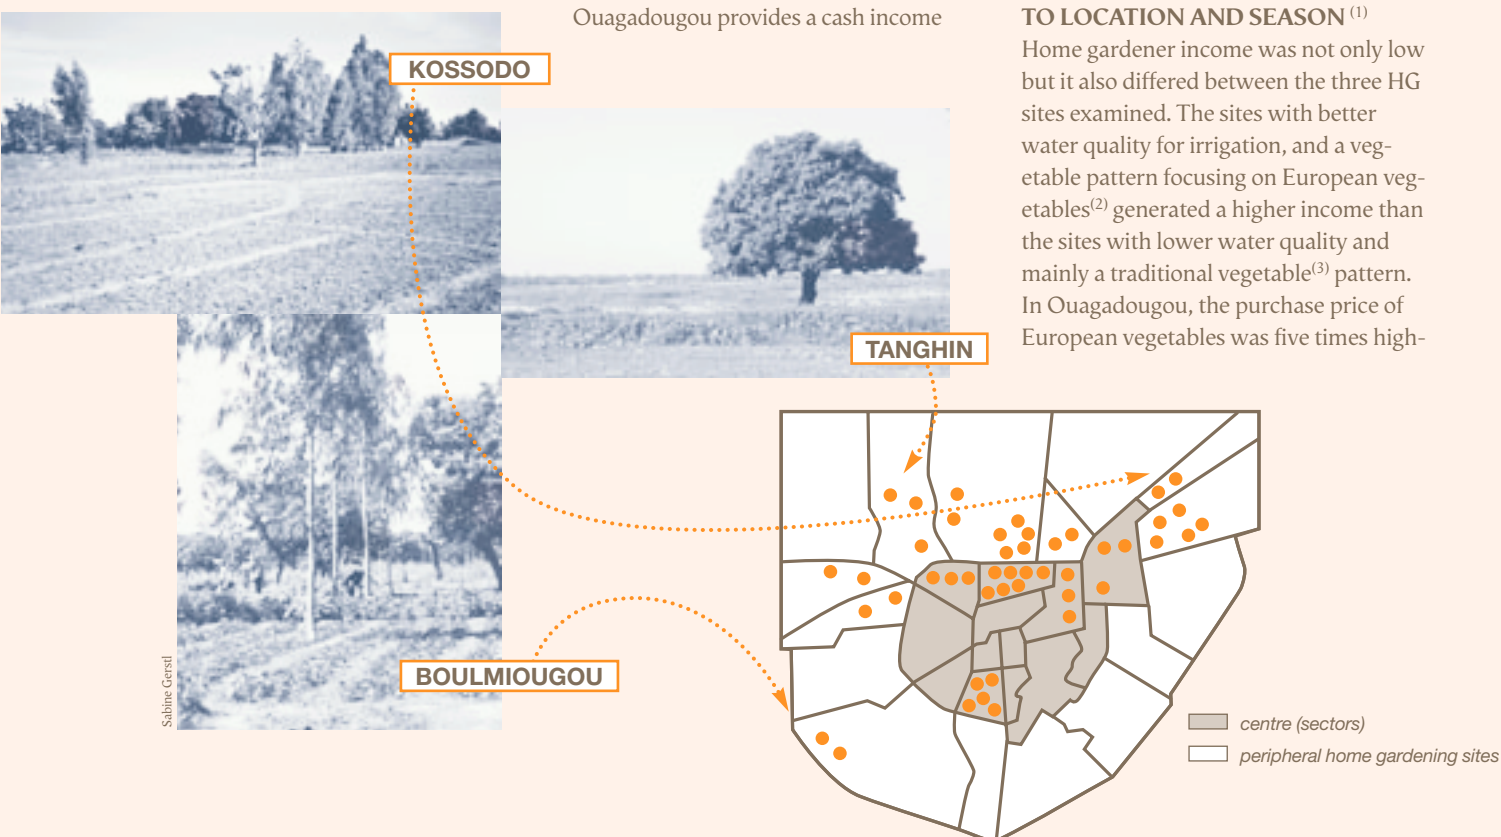 Ouagadougou provides a cash income
TO LOCATION AND SEASON (1)
Home gardener income was not only low
but it also differed between the three HG
sites examined. The sites with better
water quality for irrigation, and a veg-
etable pattern focusing on European veg-
etables(2) generated a higher income than
the sites with lower water quality and
mainly a traditional vegetable(3) pattern.
In Ouagadougou, the purchase price of
European vegetables was five times high-
KOSSODO
TANGHIN
BOULMIOUGOU
Sabine Gerstl
centre (sectors)
peripheral home gardening sites